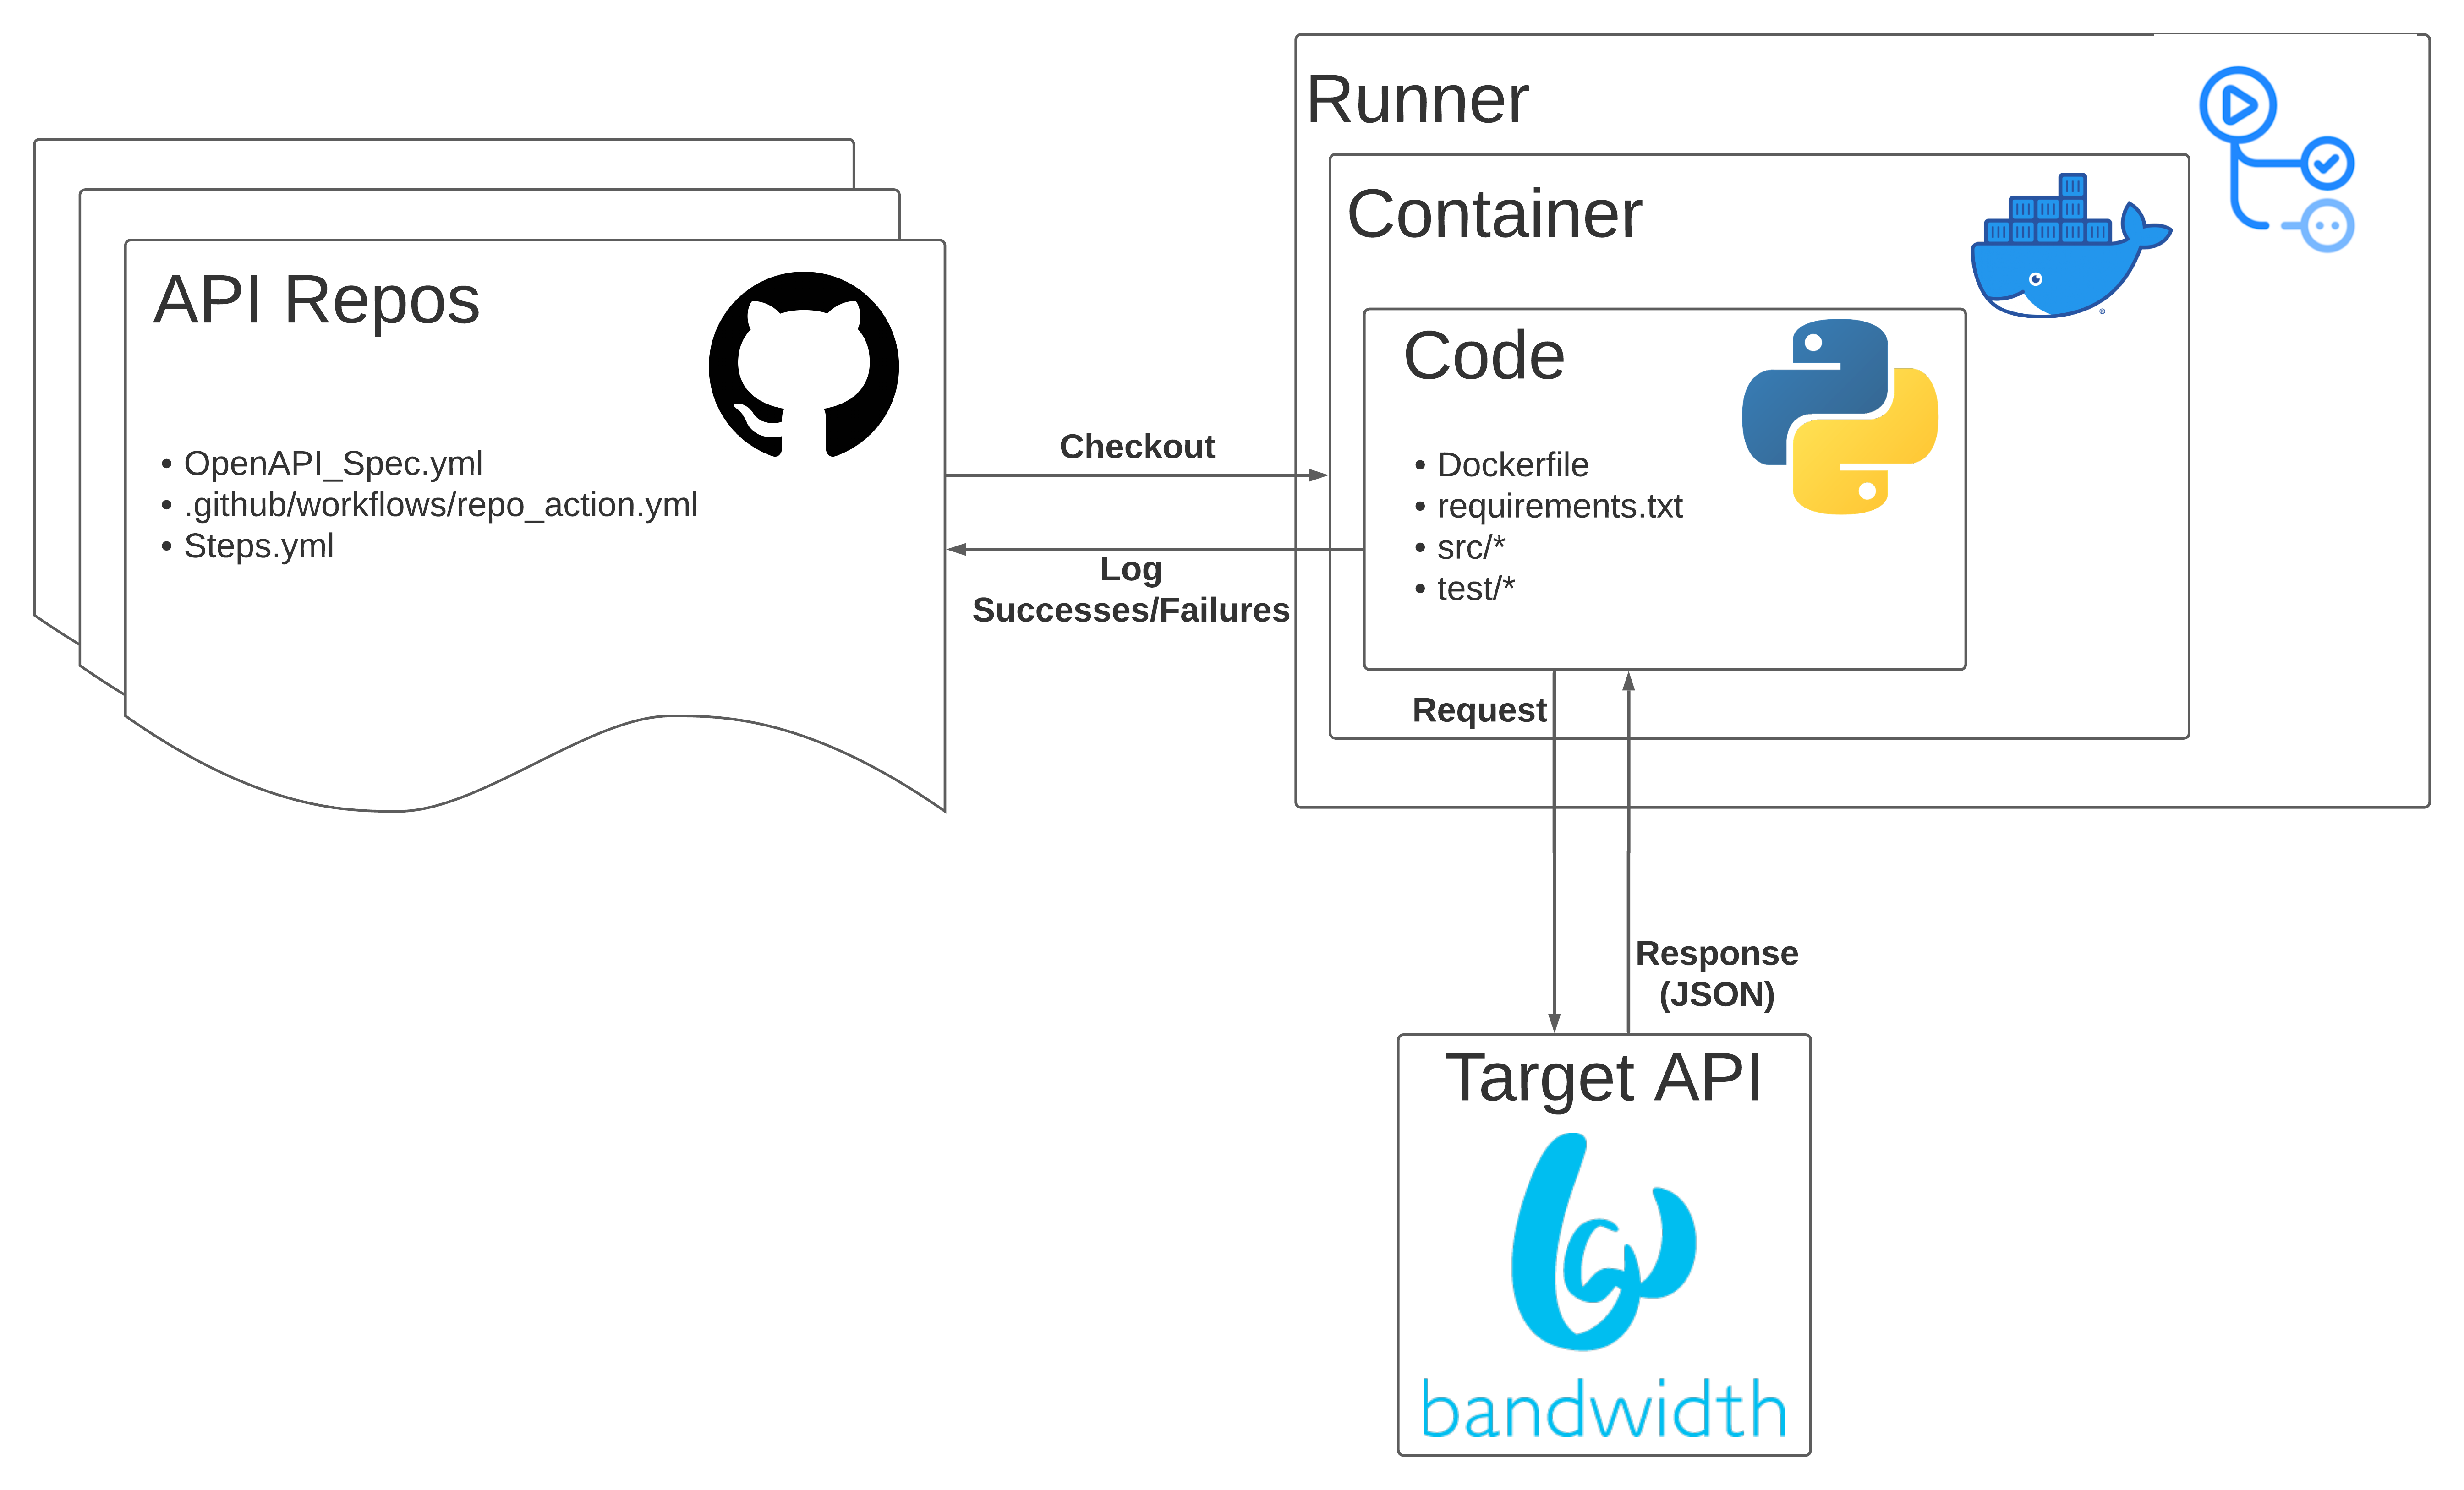 API Repos
• OpenAPI_Spec.yml
• .github/workflows/repo_action.yml
• Steps.yml
Checkout
Log
Successes/Failures
Runner
Container
®
Code
• Dockerfile
• requirements.txt
• src/*
• test/*
Request
Response
(JSON)
Target API
bandwidth